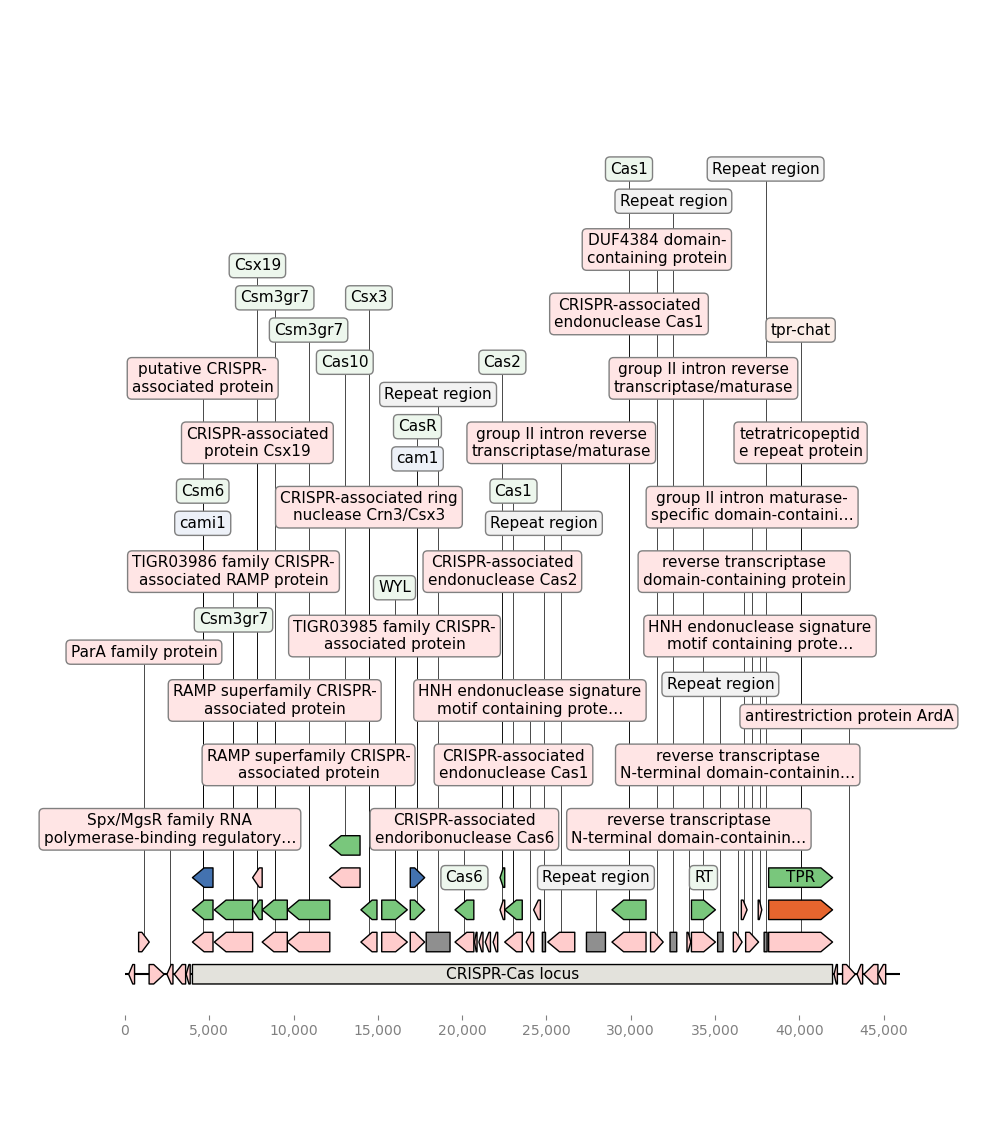 Cas1
Repeat region
Repeat region
DUF4384 domain-
containing protein
Csx19
Csm3gr7
Csx3
CRISPR-associated
endonuclease Cas1
Csm3gr7
tpr-chat
Cas10
Cas2
putative CRISPR-
associated protein
group II intron reverse
transcriptase/maturase
Repeat region
CasR
CRISPR-associated
protein Csx19
group II intron reverse
transcriptase/maturase
tetratricopeptid
e repeat protein
cam1
Csm6
Cas1
CRISPR-associated ring
nuclease Crn3/Csx3
group II intron maturase-
specific domain-containi…
cami1
Repeat region
TIGR03986 family CRISPR-
associated RAMP protein
CRISPR-associated
endonuclease Cas2
reverse transcriptase
domain-containing protein
WYL
Csm3gr7
TIGR03985 family CRISPR-
associated protein
HNH endonuclease signature
motif containing prote…
ParA family protein
Repeat region
RAMP superfamily CRISPR-
associated protein
HNH endonuclease signature
motif containing prote…
antirestriction protein ArdA
RAMP superfamily CRISPR-
associated protein
CRISPR-associated
endonuclease Cas1
reverse transcriptase
N-terminal domain-containin…
Spx/MgsR family RNA
polymerase-binding regulatory…
CRISPR-associated
endoribonuclease Cas6
reverse transcriptase
N-terminal domain-containin…
Cas6
Repeat region
RT
TPR
CRISPR-Cas locus
0
5,000
10,000
15,000
20,000
25,000
30,000
35,000
40,000
45,000